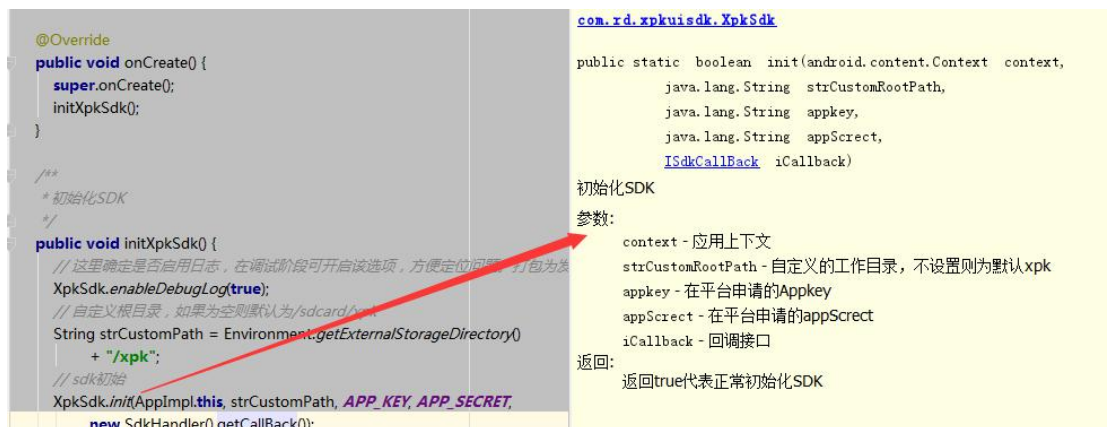 @Override
public void onCreate() {
super.onCreate();
initXpkSdk();
}
/**
* 初始化SDK
*/
public void initXpkSdk() {
// 这里确定是否启用日志，在调试阶段可开启该选项，方便定位问题。打包为发
XpkSdk.enableDebugLog(true);
// 自定义根目录，如果为空则默认为/sdcard/xpk
String strCustomPath = Environment.getExternalStorageDirectory()
+ "/xpk";
// sdk初始
XpkSdk.init(AppImpl.this, strCustomPath, APP_KEY, APP_SECRET,
new SdkHandler().getCallBack());
com.rd.xpkuisdk.XpkSdk
public static boolean init(android.content.Context context,
java.lang.String strCustomRootPath,
java.lang.String appkey,
java.lang.String appScrect,
ISdkCallBack iCallback)
初始化SDK
参数:
context - 应用上下文
strCustomRootPath - 自定义的工作目录，不设置则为默认xpk
appkey - 在平台申请的Appkey
appScrect - 在平台申请的appScrect
iCallback - 回调接口
返回:
返回true代表正常初始化SDK